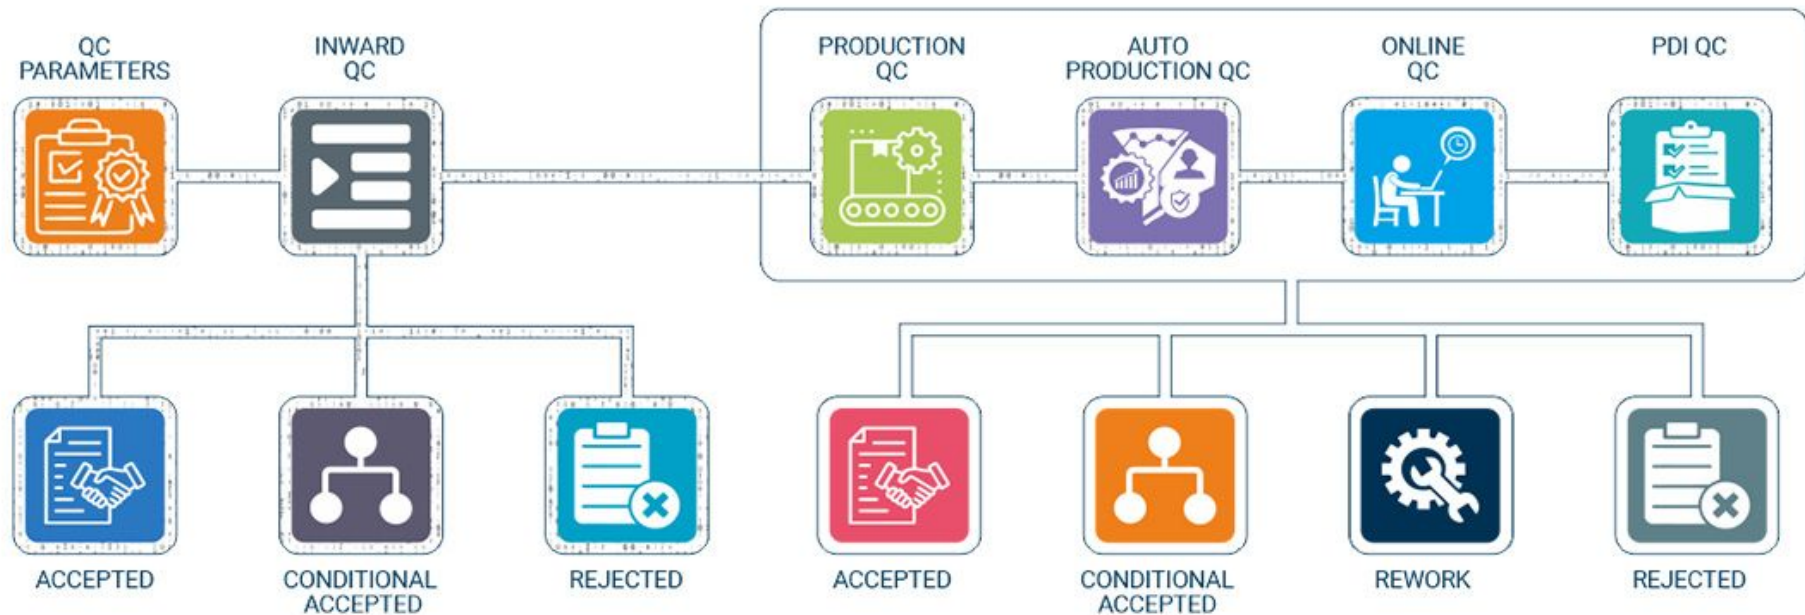 QC
PARAMETERS
INWARD
QC
PRODUCTION
QC
AUTO
PRODUCTION QC
ONLINE
QC
PDI QC
ACCEPTED
CONDITIONAL
ACCEPTED
REJECTED
ACCEPTED
CONDITIONAL
ACCEPTED
REWORK
REJECTED